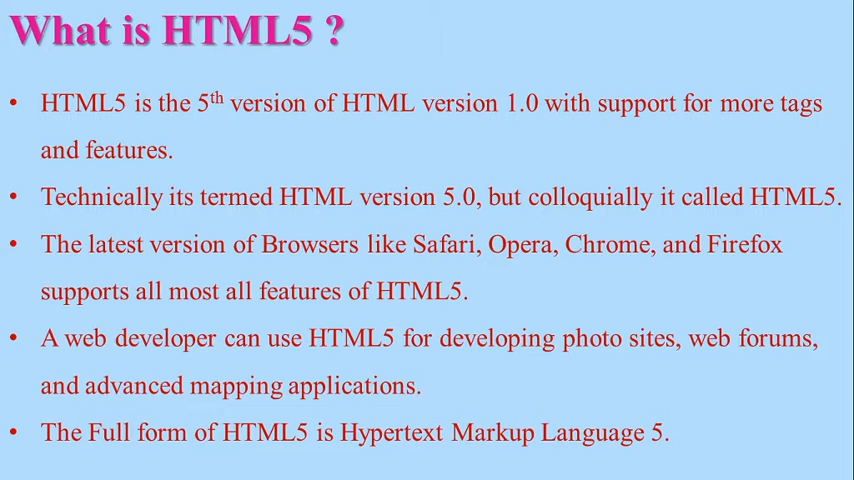 What is HTML5 ?
• HTML5 is the 5th version of HTML version 1.0 with support for more tags
and features.
• Technically its termed HTML version 5.0, but colloquially it called HTML5.
• The latest version of Browsers like Safari, Opera, Chrome, and Firefox
supports all most all features of HTML5.
• A web developer can use HTML5 for developing photo sites, web forums,
and advanced mapping applications.
• The Full form of HTML5 is Hypertext Markup Language 5.